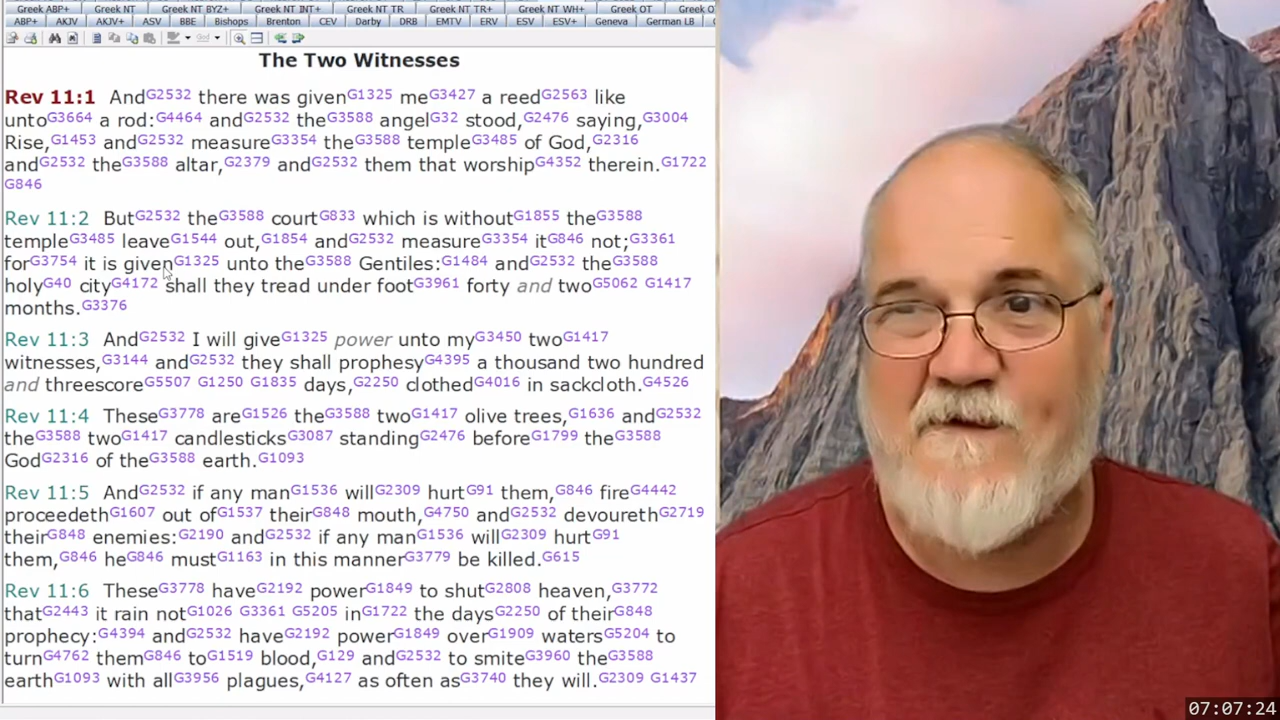 Greek ABP+ Greek NT Greek NT BYZ+ Greek NT INT+ Greek NT TR Greek NT TR+ Greek NT WH+ Greek OT Greek O
ABP+ AKJV AKJV+ ASV BBE Bishops Brenton CEV Darby DRB EMTV ERV ESV ESV+ Geneva German LB
The Two Witnesses
Rev 11:1 AndG2532 there was givenG1325 meG3427 a reedG2563 like
untoG3664 a rod:G4464 andG2532 theG3588 angelG32 stood,G2476 saying,G3004
Rise,G1453 andG2532 measureG3354 theG3588 templeG3485 of God,G2316
andG2532 theG3588 altar,G2379 andG2532 them that worshipG4352 therein.G1722
G846
Rev 11:2 ButG2532 theG3588 courtG833 which is withoutG1855 theG3588
templeG3485 leaveG1544 out,G1854 andG2532 measureG3354 itG846 not;G3361
forG3754 it is givenG1325 unto theG3588 Gentiles:G1484 andG2532 theG3588
holyG40 cityG4172 shall they tread under footG3961 forty and twoG5062 G1417
months.G3376
Rev 11:3 AndG2532 I will giveG1325 power unto myG3450 twoG1417
witnesses,G3144 andG2532 they shall prophesyG4395 a thousand two hundred
and threescoreG5507 G1250 G1835 days,G2250 clothedG4016 in sackcloth.G4526
Rev 11:4 TheseG3778 areG1526 theG3588 twoG1417 olive trees,G1636 andG2532
theG3588 twoG1417 candlesticksG3087 standingG2476 beforeG1799 theG3588
GodG2316 of theG3588 earth.G1093
Rev 11:5 AndG2532 if any manG1536 willG2309 hurtG91 them,G846 fireG4442
proceedethG1607 out ofG1537 theirG848 mouth,G4750 andG2532 devourethG2719
theirG848 enemies:G2190 andG2532 if any manG1536 willG2309 hurtG91
them,G846 heG846 mustG1163 in this mannerG3779 be killed.G615
Rev 11:6 TheseG3778 haveG2192 powerG1849 to shutG2808 heaven,G3772
thatG2443 it rain notG1026 G3361 G5205 inG1722 the daysG2250 of theirG848
prophecy:G4394 andG2532 haveG2192 powerG1849 overG1909 watersG5204 to
turnG4762 themG846 toG1519 blood,G129 andG2532 to smiteG3960 theG3588
earthG1093 with allG3956 plagues,G4127 as often asG3740 they will.G2309 G1437
07:07:24